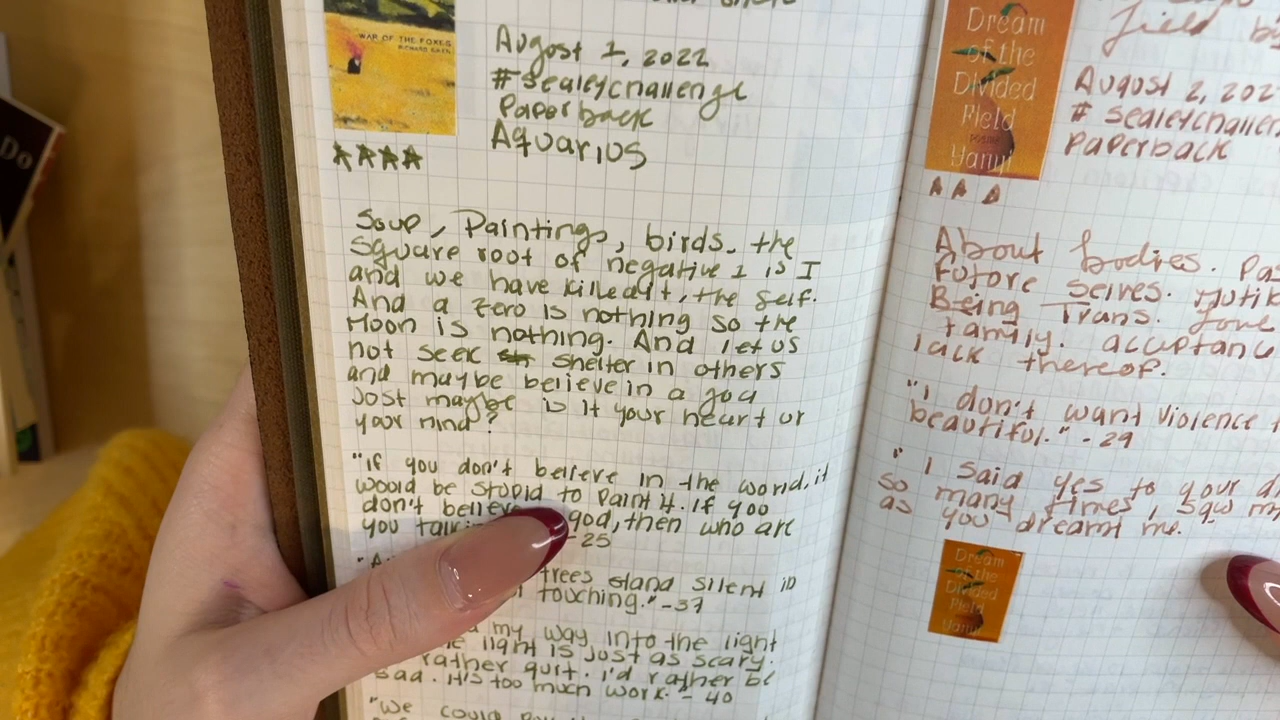 Do
WAR OF THE FOXES
RICHARD SIKEN
August 1, 2022
#sealeychallenge
Paperback
Aquarius
Soup, Paintings, birds. the
square root of negative 1 is I
and we have killed it, the self.
And a zero is nothing so the
Moon is nothing. And let us
not seek shelter in others
and maybe believe in a god
Just maybe is it your heart or
your mind?
"If you don't believe in the world, it
would be stupid to paint it. If you
don't believe god, then who are
you 25
trees stand silent in
touching." -37
my way into the light
light is just as scary.
rather quit. I'd rather be
sad. It's too much work." - 40
"We could
Dream
of the
Divided
Field
Yanyi
field
August 2, 202
# sealeychallen
Paperback
About bodies. Pa
Future selves.
Being Trans. Love
family. acceptanc
lack thereof.
"I don't want violence t
beautiful." - 29
"I said yes to your d
so many times, I saw my
as you dreamt me.
Dream
of the
Divided
Field
Yanyi